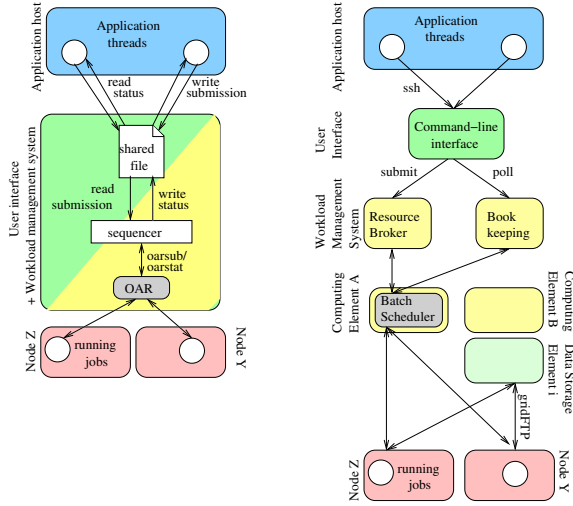 Application host
Application
threads
read
status
write
submission
User interface
+ Workload management system
shared
file
read
submission
write
status
sequencer
oarsub/
oarstat
OAR
Node Z
running
jobs
Node Y
Application host
Application
threads
ssh
User
Interface
Command−line
interface
submit
poll
Workload
Management
System
Resource
Broker
Book
keeping
Computing
Element A
Batch
Scheduler
Computing
Element B
Data Storage
Element i
gridFTP
Node Z
running
jobs
Node Y